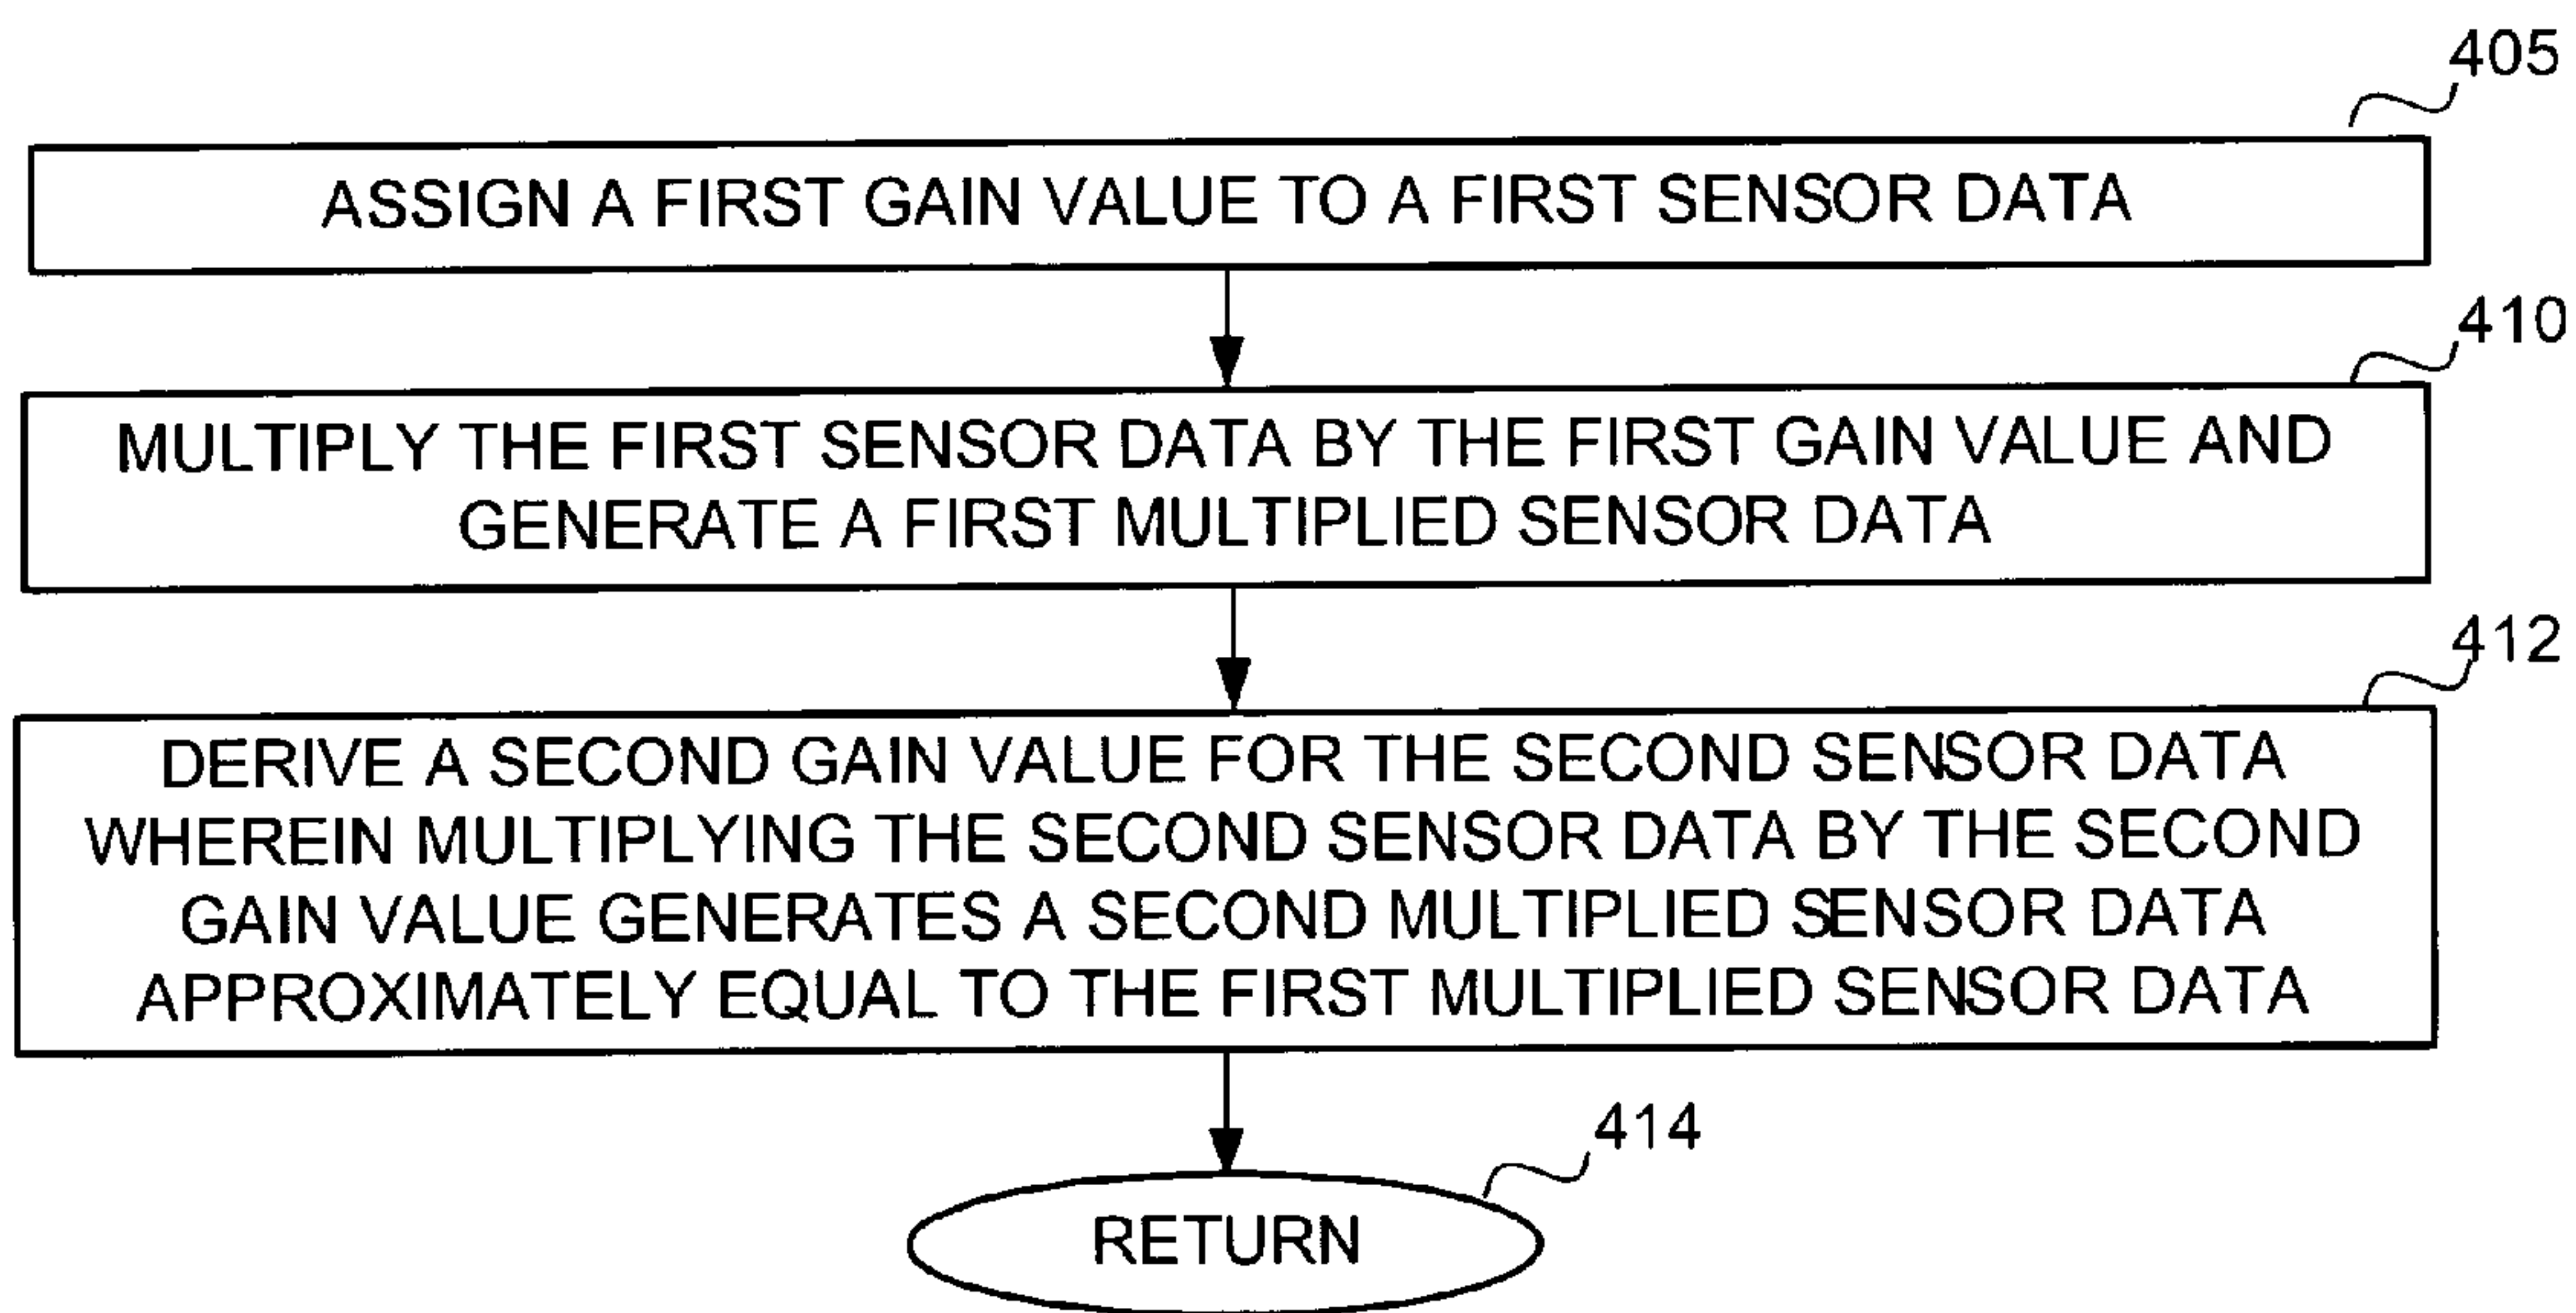 405
ASSIGN A FIRST GAIN VALUE TO A FIRST SENSOR DATA
410
MULTIPLY THE FIRST SENSOR DATA BY THE FIRST GAIN VALUE AND
GENERATE A FIRST MULTIPLIED SENSOR DATA
412
DERIVE A SECOND GAIN VALUE FOR THE SECOND SENSOR DATA
WHEREIN MULTIPLYING THE SECOND SENSOR DATA BY THE SECOND
GAIN VALUE GENERATES A SECOND MULTIPLIED SENSOR DATA
APPROXIMATELY EQUAL TO THE FIRST MULTIPLIED SENSOR DATA
414
RETURN